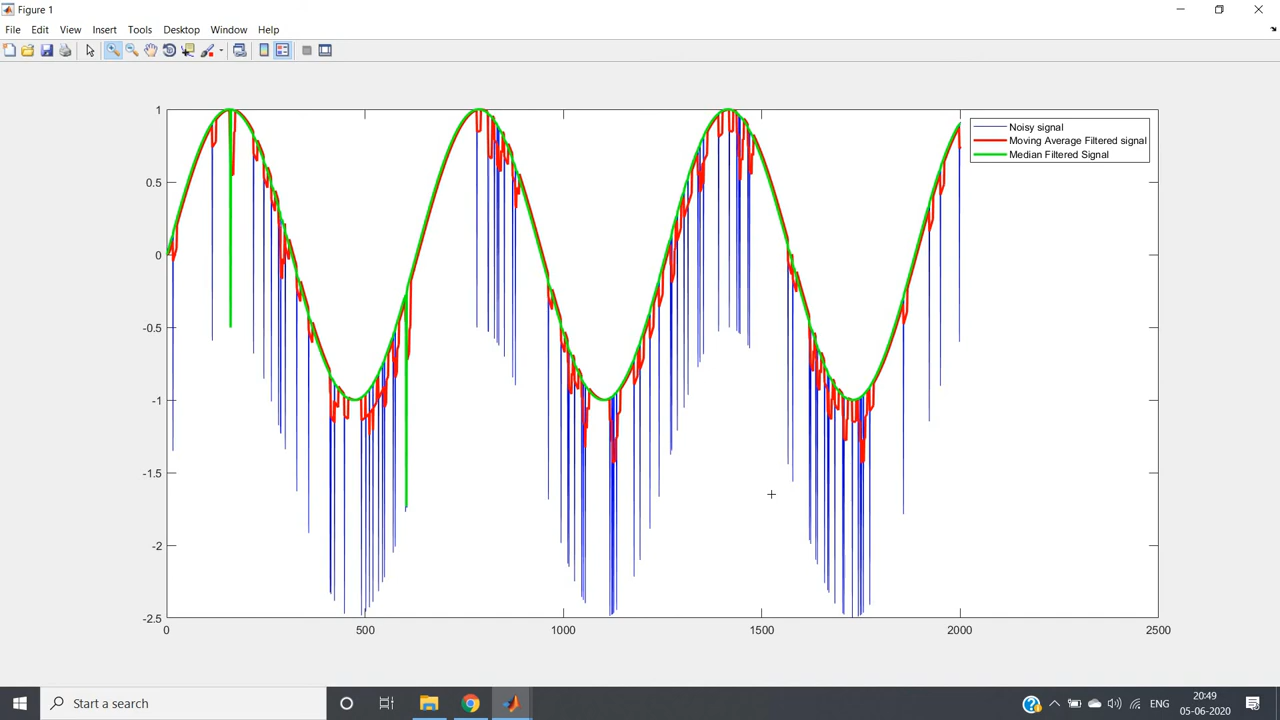 Figure 1
File Edit View Insert Tools Desktop Window Help
1
0.5
0
-0.5
-1
-1.5
-2
-2.5
0 500 1000 1500 2000 2500
Noisy signal
Moving Average Filtered signal
Median Filtered Signal
Start a search
ENG
20:49
05-06-2020